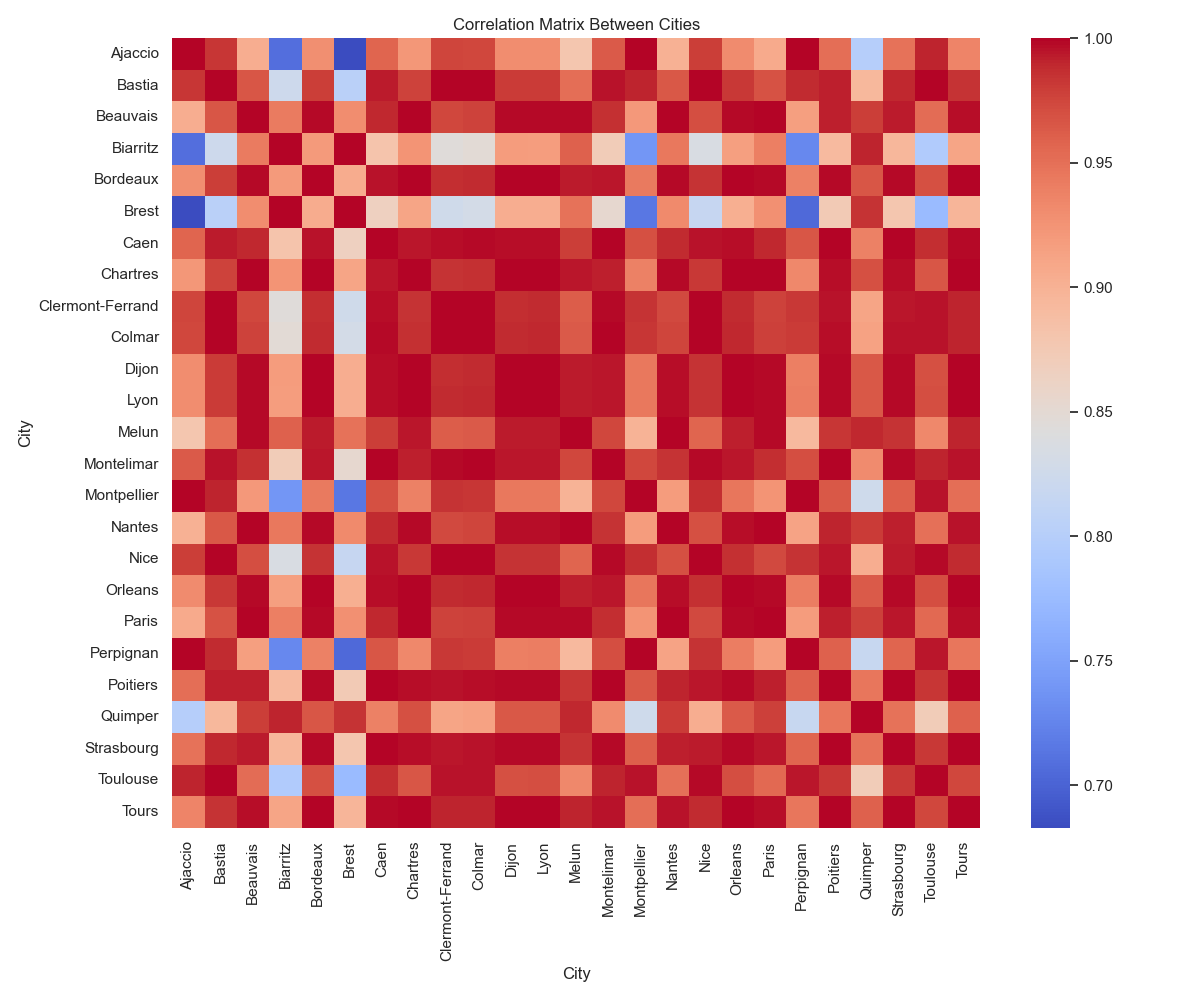 Correlation Matrix Between Cities
Ajaccio
Bastia
Beauvais
Biarritz
Bordeaux
Brest
Caen
Chartres
Clermont-Ferrand
Colmar
Dijon
Lyon
Melun
Montelimar
Montpellier
Nantes
Nice
Orleans
Paris
Perpignan
Poitiers
Quimper
Strasbourg
Toulouse
Tours
City
Ajaccio
Bastia
Beauvais
Biarritz
Bordeaux
Brest
Caen
Chartres
Clermont-Ferrand
Colmar
Dijon
Lyon
Melun
Montelimar
Montpellier
Nantes
Nice
Orleans
Paris
Perpignan
Poitiers
Quimper
Strasbourg
Toulouse
Tours
City
1.00
0.95
0.90
0.85
0.80
0.75
0.70